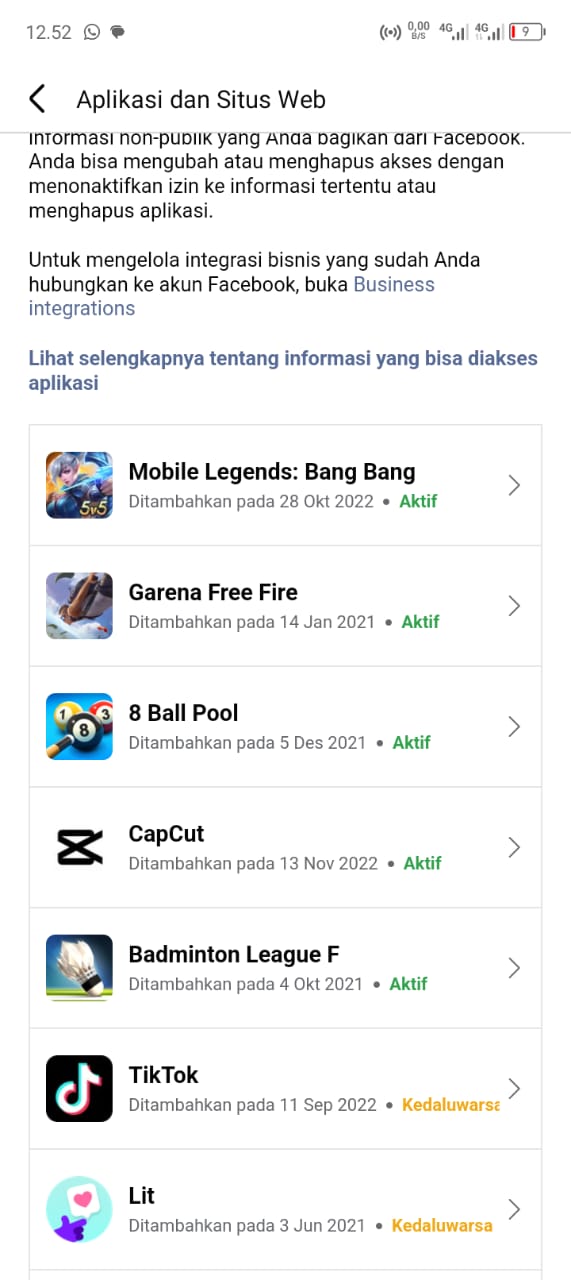 12.52
0,00 B/S 4G 4G 9
Aplikasi dan Situs Web
informasi non-publik yang Anda bagikan dari Facebook.
Anda bisa mengubah atau menghapus akses dengan
menonaktifkan izin ke informasi tertentu atau
menghapus aplikasi.
Untuk mengelola integrasi bisnis yang sudah Anda
hubungkan ke akun Facebook, buka Business
integrations
Lihat selengkapnya tentang informasi yang bisa diakses
aplikasi
5v5
Mobile Legends: Bang Bang
Ditambahkan pada 28 Okt 2022 • Aktif
Garena Free Fire
Ditambahkan pada 14 Jan 2021 • Aktif
1 3 8
8 Ball Pool
Ditambahkan pada 5 Des 2021 • Aktif
CapCut
Ditambahkan pada 13 Nov 2022 • Aktif
Badminton League F
Ditambahkan pada 4 Okt 2021 • Aktif
TikTok
Ditambahkan pada 11 Sep 2022 • Kedaluwarsa
Lit
Ditambahkan pada 3 Jun 2021 • Kedaluwarsa